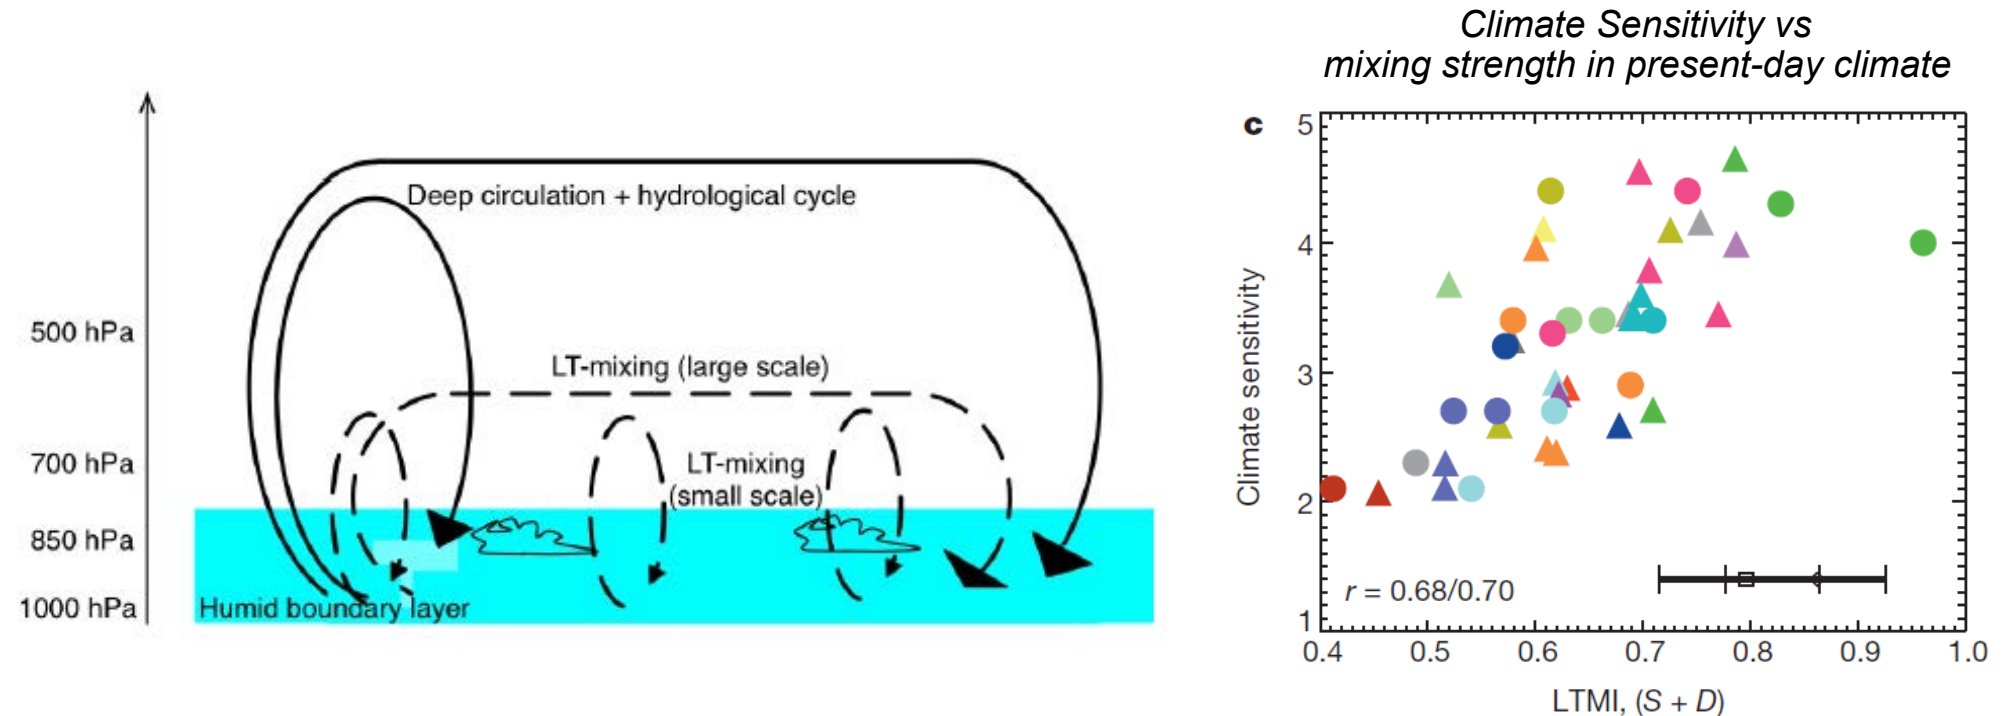 Climate Sensitivity vs
mixing strength in present-day climate
Deep circulation + hydrological cycle
500 hPa
LT-mixing (large scale)
700 hPa
LT-mixing
(small scale)
850 hPa
1000 hPa
Humid boundary layer
c
5
4
3
2
1
Climate sensitivity
r = 0.68/0.70
0.4 0.5 0.6 0.7 0.8 0.9 1.0
LTMI, (S + D)